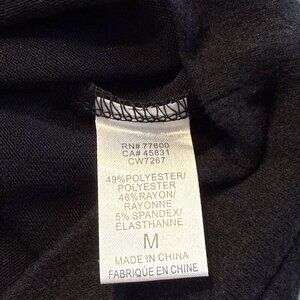 RN# 77600
CA# 45831
CW7267
49%POLYESTER/
POLYESTER
46%RAYON/
RAYONNE
5% SPANDEX/
ELASTHANNE
M
MADE IN CHINA
FABRIQUÉ EN CHINE